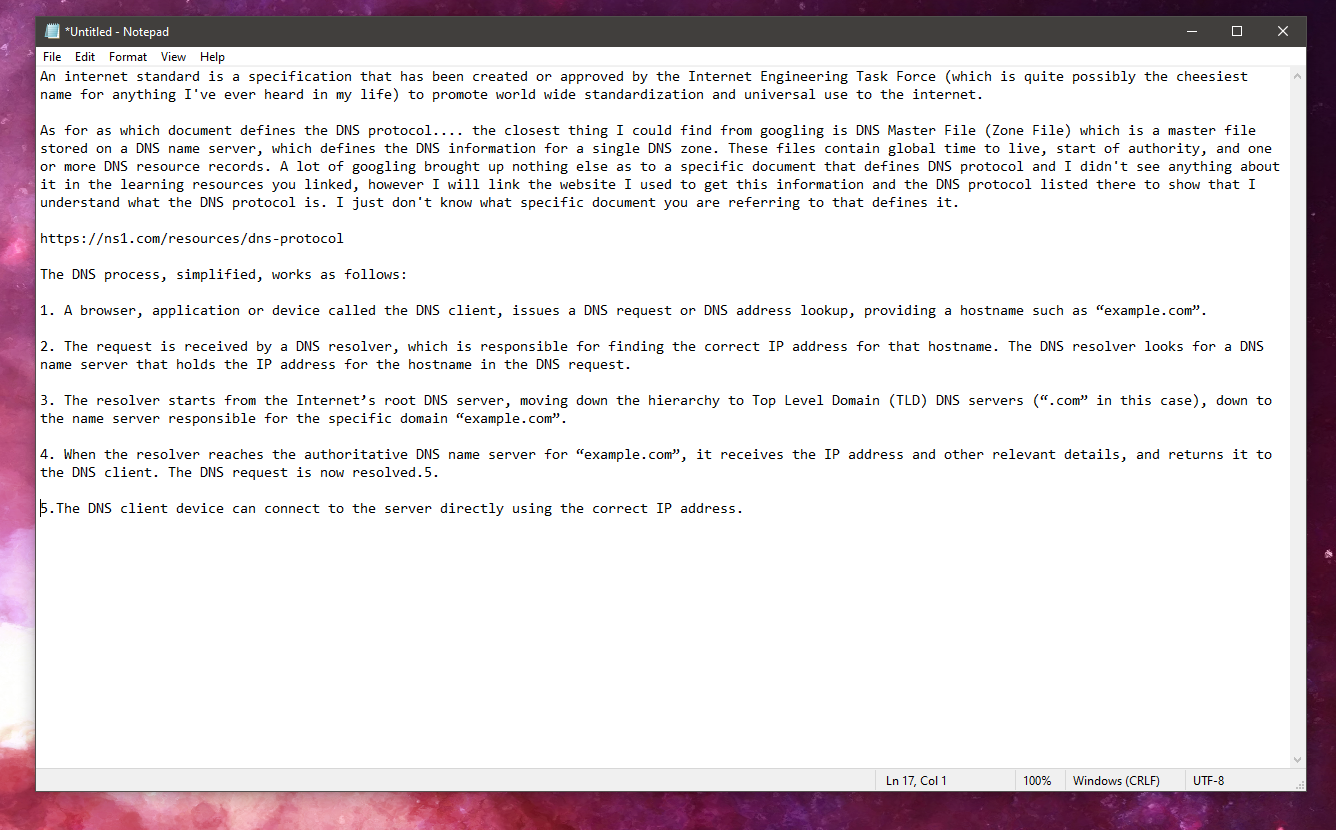 *Untitled - Notepad
File Edit Format View Help
An internet standard is a specification that has been created or approved by the Internet Engineering Task Force (which is quite possibly the cheesiest
name for anything I've ever heard in my life) to promote world wide standardization and universal use to the internet.
As for as which document defines the DNS protocol.... the closest thing I could find from googling is DNS Master File (Zone File) which is a master file
stored on a DNS name server, which defines the DNS information for a single DNS zone. These files contain global time to live, start of authority, and one
or more DNS resource records. A lot of googling brought up nothing else as to a specific document that defines DNS protocol and I didn't see anything about
it in the learning resources you linked, however I will link the website I used to get this information and the DNS protocol listed there to show that I
understand what the DNS protocol is. I just don't know what specific document you are referring to that defines it.
https://ns1.com/resources/dns-protocol
The DNS process, simplified, works as follows:
1. A browser, application or device called the DNS client, issues a DNS request or DNS address lookup, providing a hostname such as “example.com”.
2. The request is received by a DNS resolver, which is responsible for finding the correct IP address for that hostname. The DNS resolver looks for a DNS
name server that holds the IP address for the hostname in the DNS request.
3. The resolver starts from the Internet’s root DNS server, moving down the hierarchy to Top Level Domain (TLD) DNS servers (“.com” in this case), down to
the name server responsible for the specific domain “example.com”.
4. When the resolver reaches the authoritative DNS name server for “example.com”, it receives the IP address and other relevant details, and returns it to
the DNS client. The DNS request is now resolved.5.
5.The DNS client device can connect to the server directly using the correct IP address.
Ln 17, Col 1 100% Windows (CRLF) UTF-8